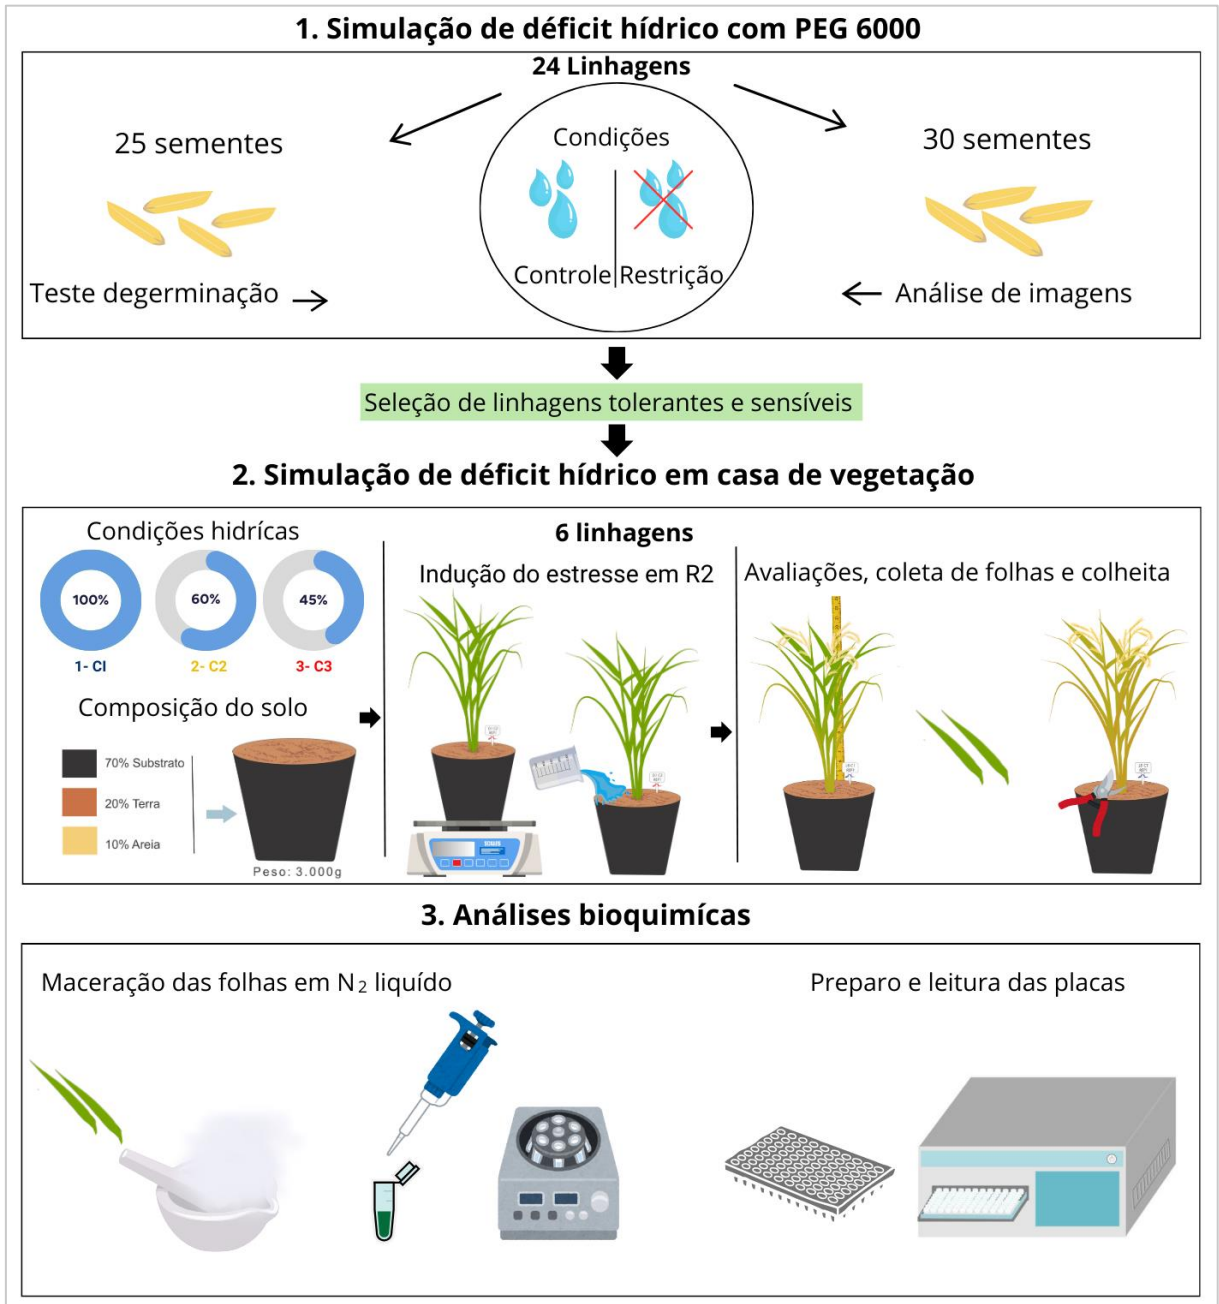 1. Simulação de déficit hídrico com PEG 6000
24 Linhagens
25 sementes
Condições
30 sementes
Controle
Restrição
Teste degerminação
Análise de imagens
Seleção de linhagens tolerantes e sensíveis
2. Simulação de déficit hídrico em casa de vegetação
Condições hidrícas
6 linhagens
Indução do estresse em R2
Avaliações, coleta de folhas e colheita
100%
60%
45%
1- CI
2- C2
3- C3
Composição do solo
70% Substrato
20% Terra
10% Areia
Peso: 3.000g
3. Análises bioquimícas
Maceração das folhas em N₂ liquído
Preparo e leitura das placas